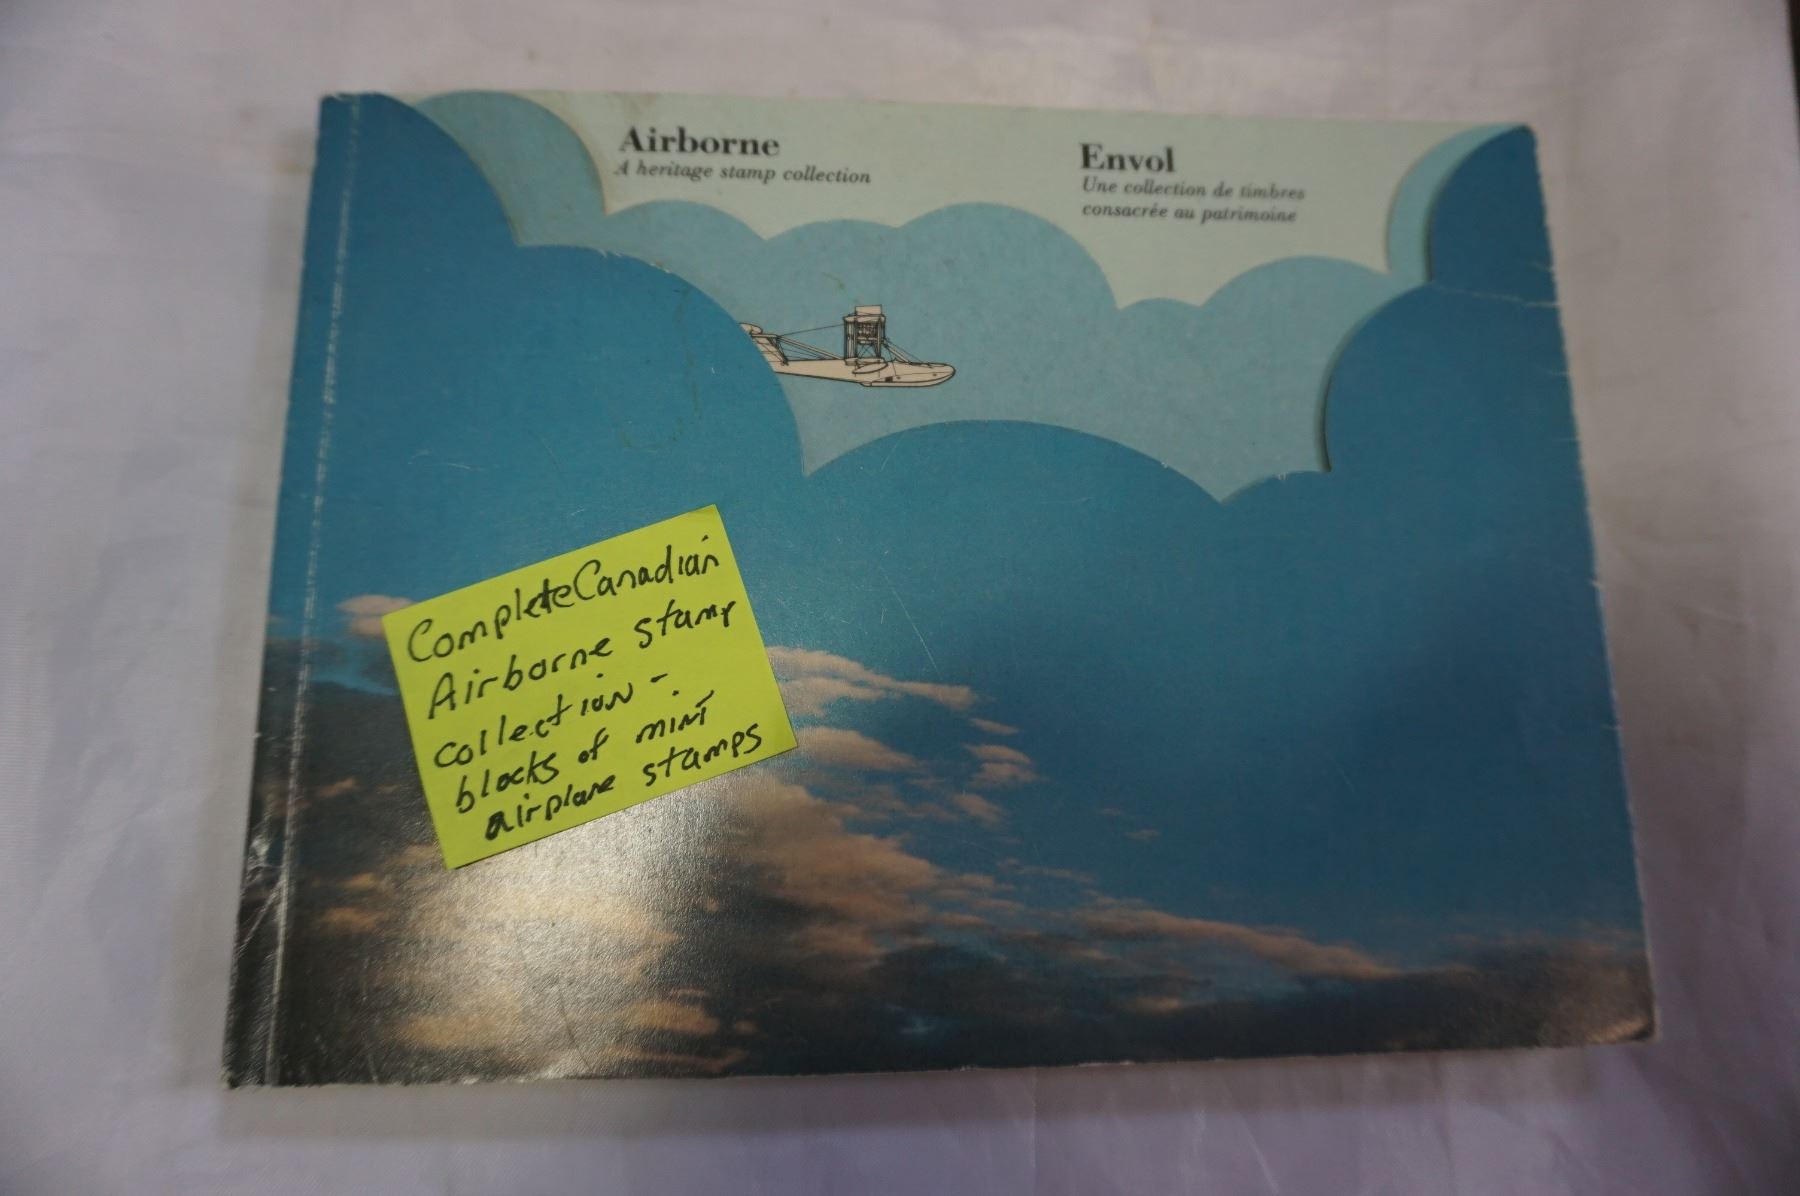 Airborne
A heritage stamp collection
Envol
Une collection de timbres
consacrée au patrimoine
Complete Canadian
Airborne stamp
collection -
blocks of mint
airplane stamps